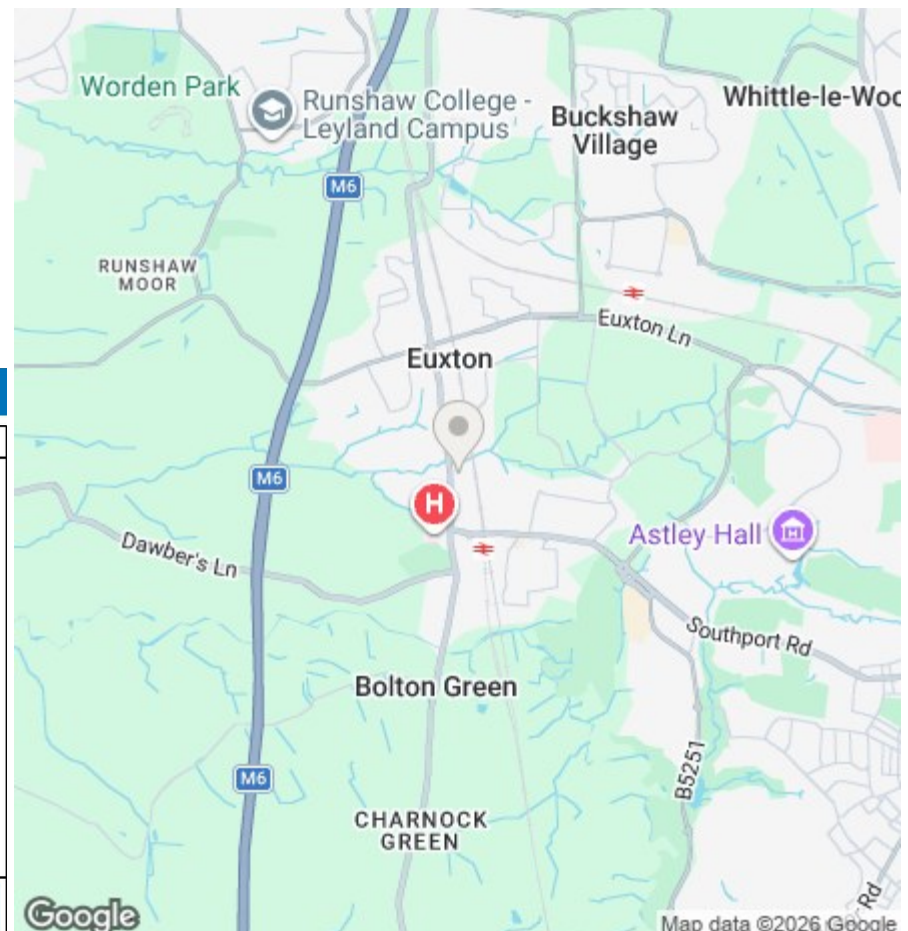 Worden Park
Runshaw College -
Leyland Campus
Buckshaw
Village
Whittle-le-Woo
M6
RUNSHAW
MOOR
Euxton Ln
Euxton
M6
H
Astley Hall
Dawber's Ln
Southport Rd
Bolton Green
B5251
M6
CHARNOCK
GREEN
Rd
Google
Map data ©2026 Google